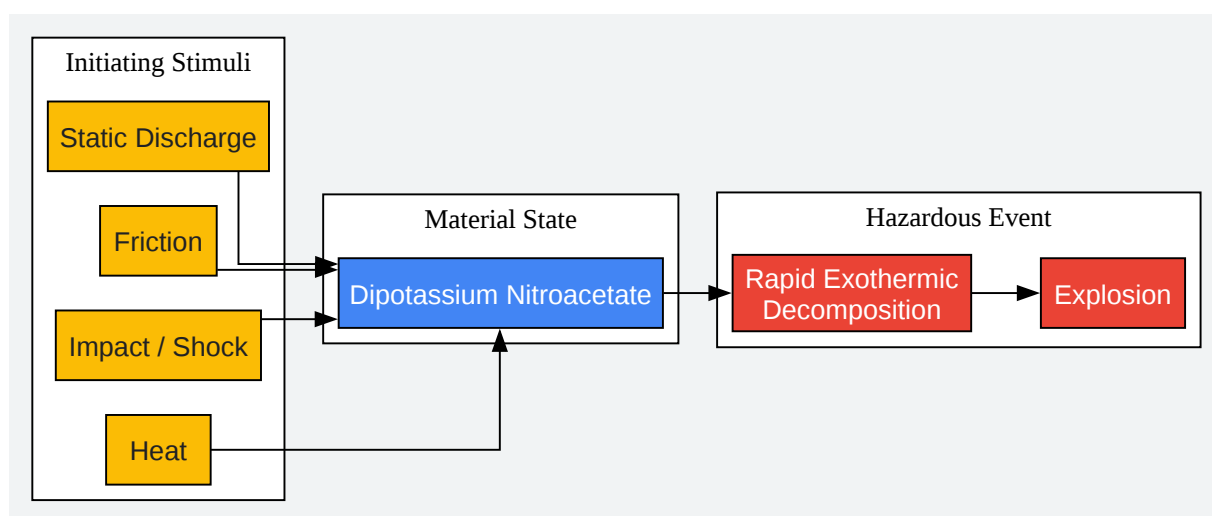 Initiating Stimuli
Static Discharge
Friction
Impact / Shock
Heat
Material State
Dipotassium Nitroacetate
Hazardous Event
Rapid Exothermic
Decomposition
Explosion